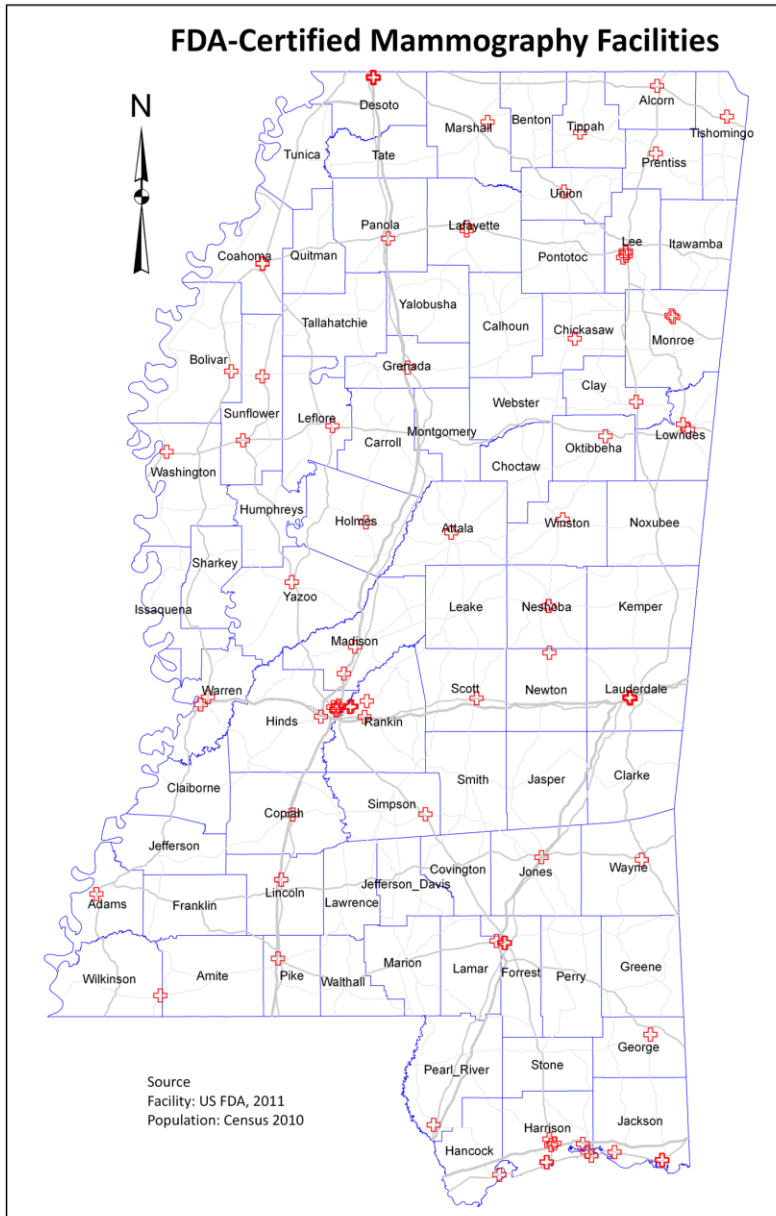 FDA-Certified Mammography Facilities
N
Desoto
Marshall
Benton
Tippah
Alcorn
Tishomingo
Tunica
Tate
Prentiss
Union
Panola
Lafayette
Lee
Itawamba
Coahoma
Quitman
Pontotoc
Yalobusha
Tallahatchie
Calhoun
Chickasaw
Monroe
Bolivar
Grenada
Clay
Sunflower
Leflore
Webster
Montgomery
Lowndes
Carroll
Oktibbeha
Washington
Choctaw
Humphreys
Holmes
Attala
Winston
Noxubee
Sharkey
Yazoo
Issaquena
Leake
Neshoba
Kemper
Madison
Warren
Scott
Newton
Lauderdale
Hinds
Rankin
Claiborne
Smith
Jasper
Clarke
Simpson
Copiah
Jefferson
Covington
Jones
Wayne
Lincoln
Jefferson_Davis
Adams
Franklin
Lawrence
Wilkinson
Amite
Pike
Walthall
Marion
Lamar
Forrest
Perry
Greene
George
Pearl_River
Stone
Source
Facility: US FDA, 2011
Population: Census 2010
Harrison
Jackson
Hancock